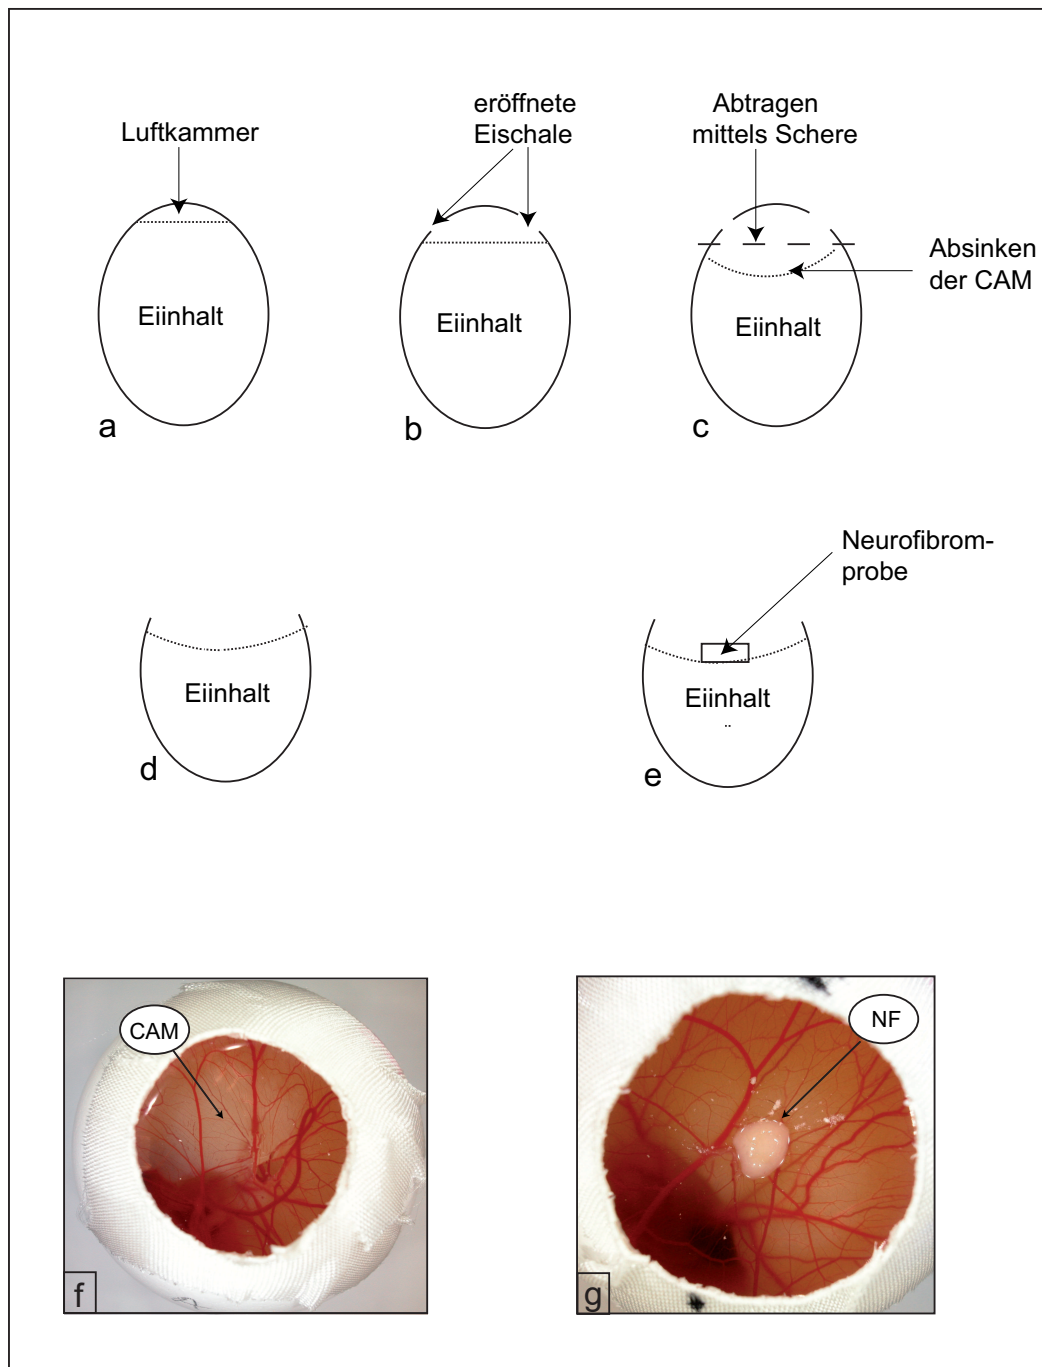 Luftkammer
eröffnete
Eischale
Abtragen
mittels Schere
Absinken
der CAM
Eiinhalt
Eiinhalt
Eiinhalt
a
b
c
Neurofibrom-
probe
Eiinhalt
Eiinhalt
d
e
CAM
NF
f
g